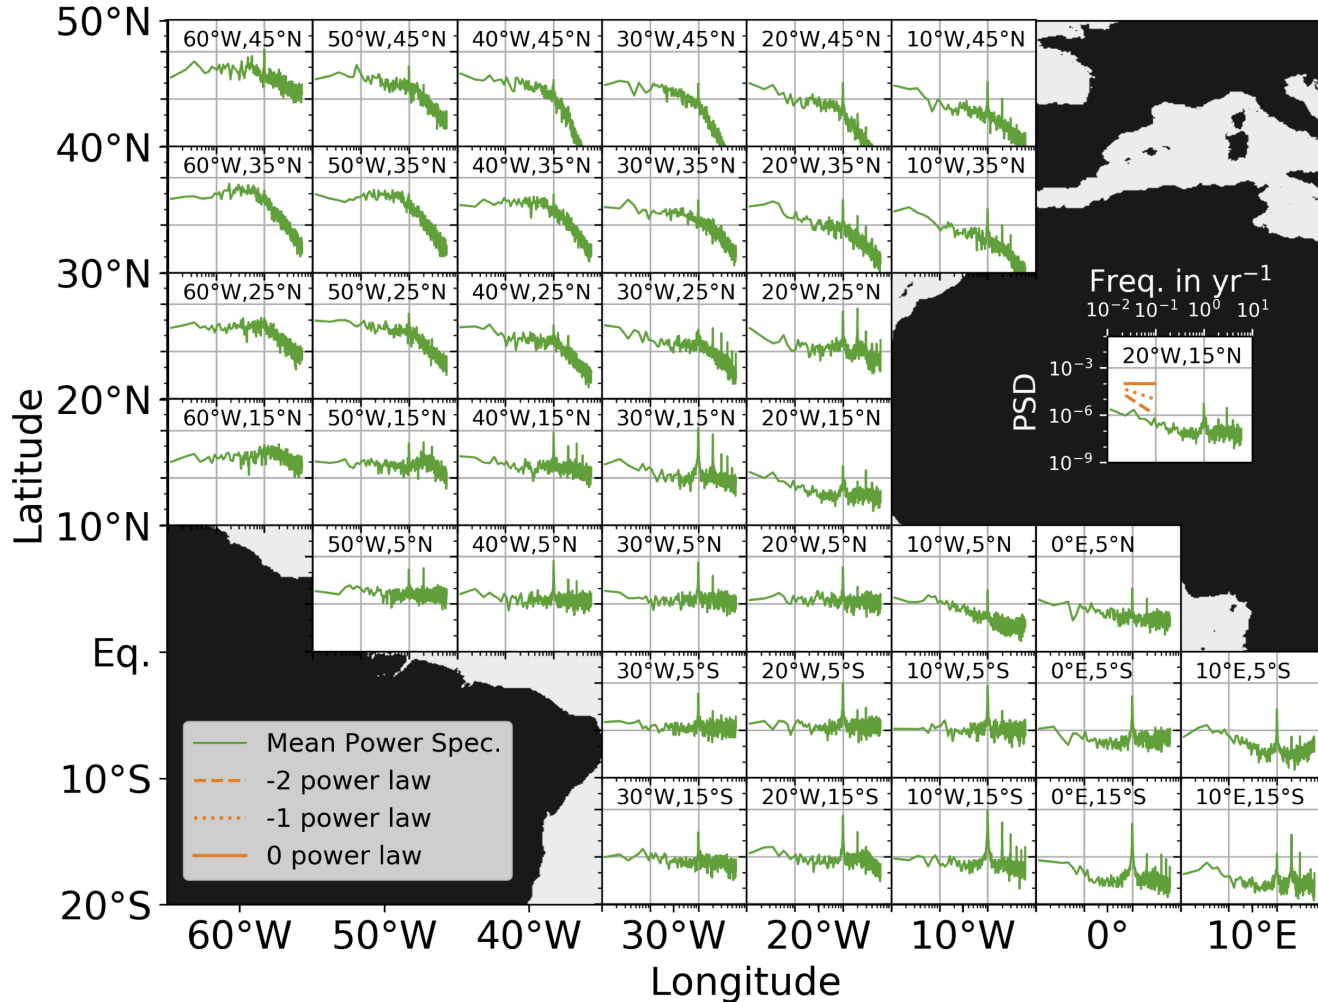 50°N
60°W,45°N 50°W,45°N 40°W,45°N 30°W,45°N 20°W,45°N 10°W,45°N
40°N
60°W,35°N 50°W,35°N 40°W,35°N 30°W,35°N 20°W,35°N 10°W,35°N
30°N
60°W,25°N 50°W,25°N 40°W,25°N 30°W,25°N 20°W,25°N
Freq. in yr⁻¹
10⁻² 10⁻¹ 10⁰ 10¹
20°W,15°N
10⁻³
10⁻⁶
10⁻⁹
PSD
20°N
60°W,15°N 50°W,15°N 40°W,15°N 30°W,15°N 20°W,15°N
10°N
50°W,5°N 40°W,5°N 30°W,5°N 20°W,5°N 10°W,5°N 0°E,5°N
Eq.
30°W,5°S 20°W,5°S 10°W,5°S 0°E,5°S 10°E,5°S
10°S
30°W,15°S 20°W,15°S 10°W,15°S 0°E,15°S 10°E,15°S
20°S
Latitude
Mean Power Spec.
-2 power law
-1 power law
0 power law
60°W 50°W 40°W 30°W 20°W 10°W 0° 10°E
Longitude